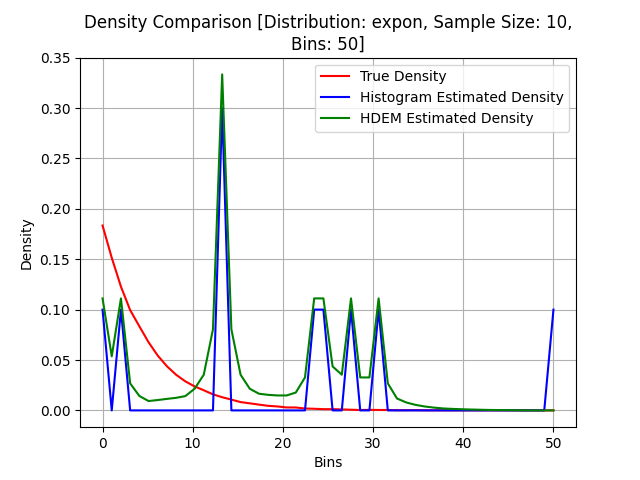 Density Comparison [Distribution: expon, Sample Size: 10,
Bins: 50]
True Density
Histogram Estimated Density
HDEM Estimated Density
Density
0.35
0.30
0.25
0.20
0.15
0.10
0.05
0.00
0 10 20 30 40 50
Bins